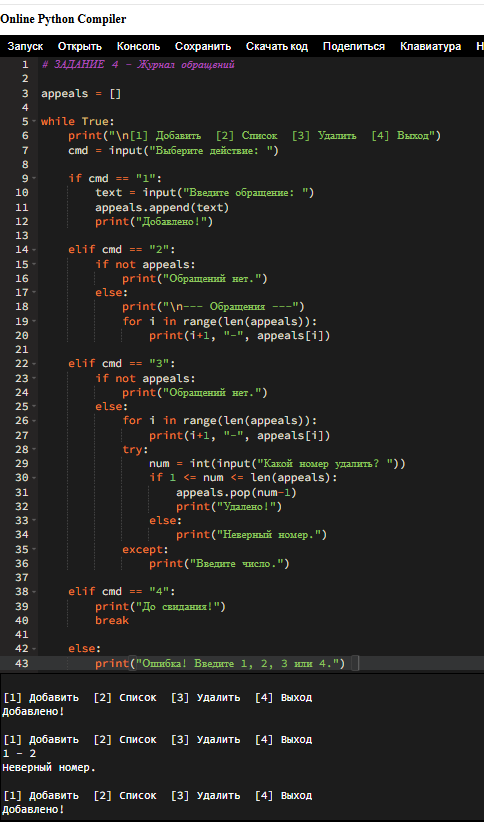 Online Python Compiler
Запуск Открыть Консоль Сохранить Скачать код Поделиться Клавиатура
1 # ЗАДАНИЕ 4 - Журнал обращений
2
3 appeals = []
4
5 while True:
6     print("\n[1] Добавить  [2] Список  [3] Удалить  [4] Выход")
7     cmd = input("Выберите действие: ")
8
9     if cmd == "1":
10         text = input("Введите обращение: ")
11         appeals.append(text)
12         print("Добавлено!")
13
14     elif cmd == "2":
15         if not appeals:
16             print("Обращений нет.")
17         else:
18             print("\n--- Обращения ---")
19             for i in range(len(appeals)):
20                 print(i+1, "-", appeals[i])
21
22     elif cmd == "3":
23         if not appeals:
24             print("Обращений нет.")
25         else:
26             for i in range(len(appeals)):
27                 print(i+1, "-", appeals[i])
28             try:
29                 num = int(input("Какой номер удалить? "))
30                 if 1 <= num <= len(appeals):
31                     appeals.pop(num-1)
32                     print("Удалено!")
33                 else:
34                     print("Неверный номер.")
35             except:
36                 print("Введите число.")
37
38     elif cmd == "4":
39         print("До свидания!")
40         break
41
42     else:
43         print("Ошибка! Введите 1, 2, 3 или 4.")
[1] Добавить  [2] Список  [3] Удалить  [4] Выход
Добавлено!
[1] Добавить  [2] Список  [3] Удалить  [4] Выход
1 - 2
Неверный номер.
[1] Добавить  [2] Список  [3] Удалить  [4] Выход
Добавлено!